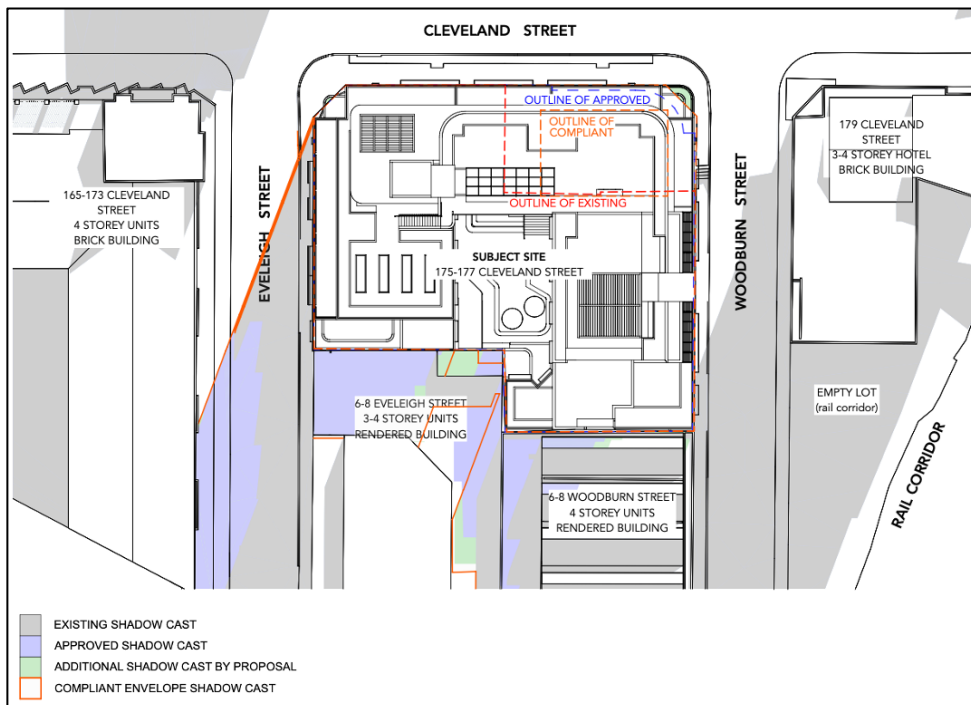 CLEVELAND STREET
OUTLINE OF APPROVED
OUTLINE OF
COMPLIANT
OUTLINE OF EXISTING
165-173 CLEVELAND
STREET
4 STOREY UNITS
BRICK BUILDING
EVELEIGH STREET
SUBJECT SITE
175-177 CLEVELAND STREET
WOODBURN STREET
179 CLEVELAND
STREET
3-4 STOREY HOTEL
BRICK BUILDING
6-8 EVELEIGH STREET
3-4 STOREY UNITS
RENDERED BUILDING
6-8 WOODBURN STREET
4 STOREY UNITS
RENDERED BUILDING
EMPTY LOT
(rail corridor)
RAIL CORRIDOR
EXISTING SHADOW CAST
APPROVED SHADOW CAST
ADDITIONAL SHADOW CAST BY PROPOSAL
COMPLIANT ENVELOPE SHADOW CAST